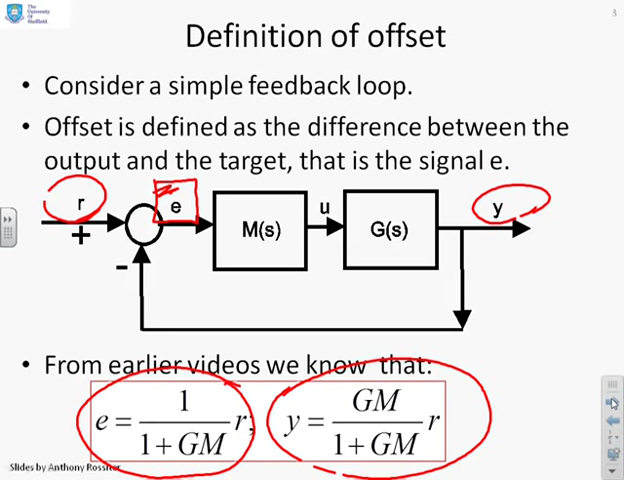 The
University
Of
Sheffield.
3
Definition of offset
• Consider a simple feedback loop.
• Offset is defined as the difference between the
output and the target, that is the signal e.
r
e
u
y
M(s)
G(s)
+
-
• From earlier videos we know that:
e = 1/(1+GM) r; y = GM/(1+GM) r
Slides by Anthony Rossiter